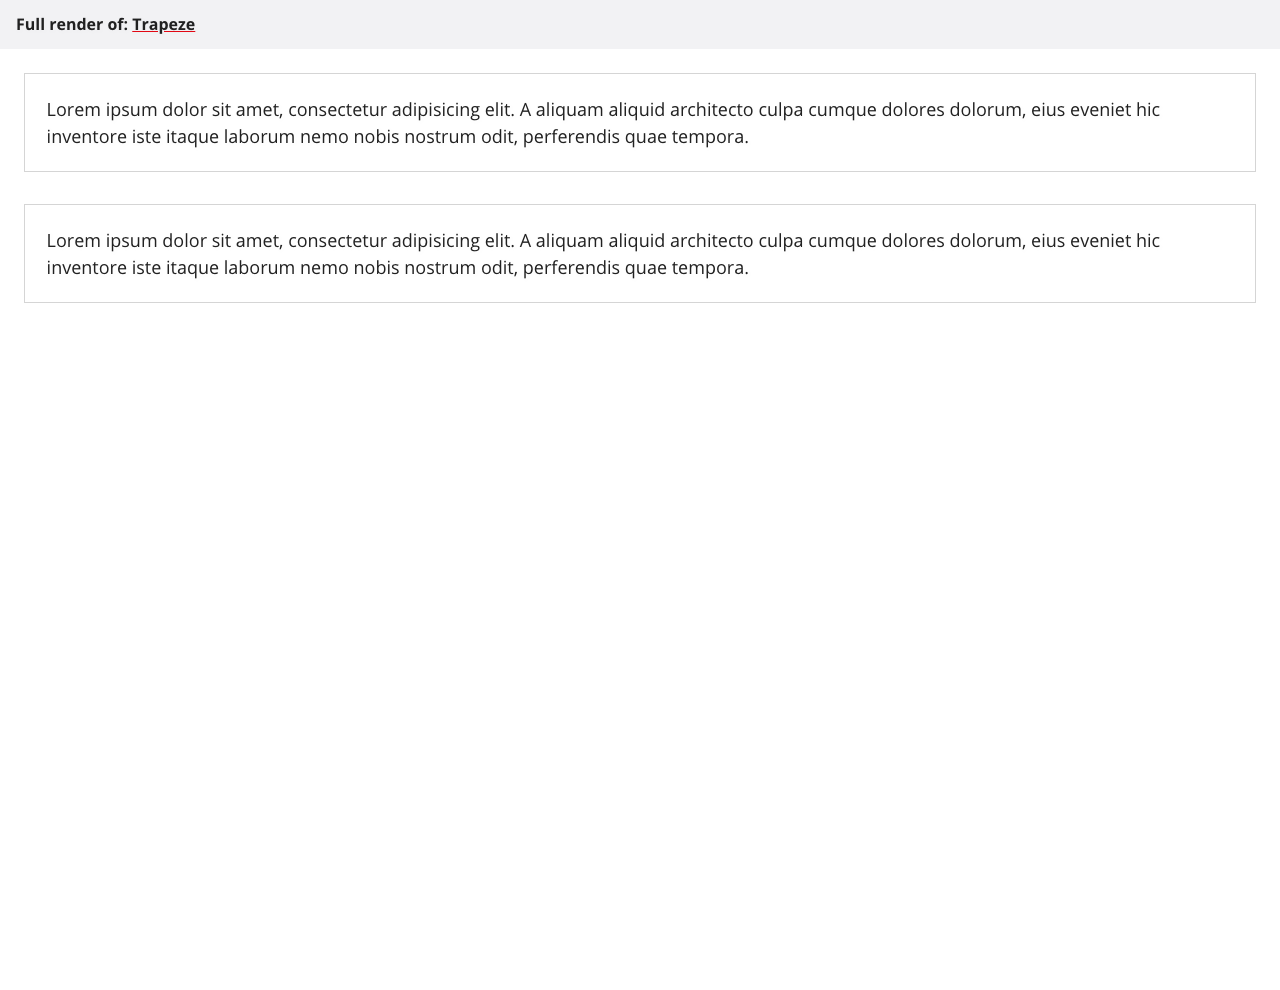 Full render of: Trapeze
Lorem ipsum dolor sit amet, consectetur adipisicing elit. A aliquam aliquid architecto culpa cumque dolores dolorum, eius eveniet hic
inventore iste itaque laborum nemo nobis nostrum odit, perferendis quae tempora.
Lorem ipsum dolor sit amet, consectetur adipisicing elit. A aliquam aliquid architecto culpa cumque dolores dolorum, eius eveniet hic
inventore iste itaque laborum nemo nobis nostrum odit, perferendis quae tempora.